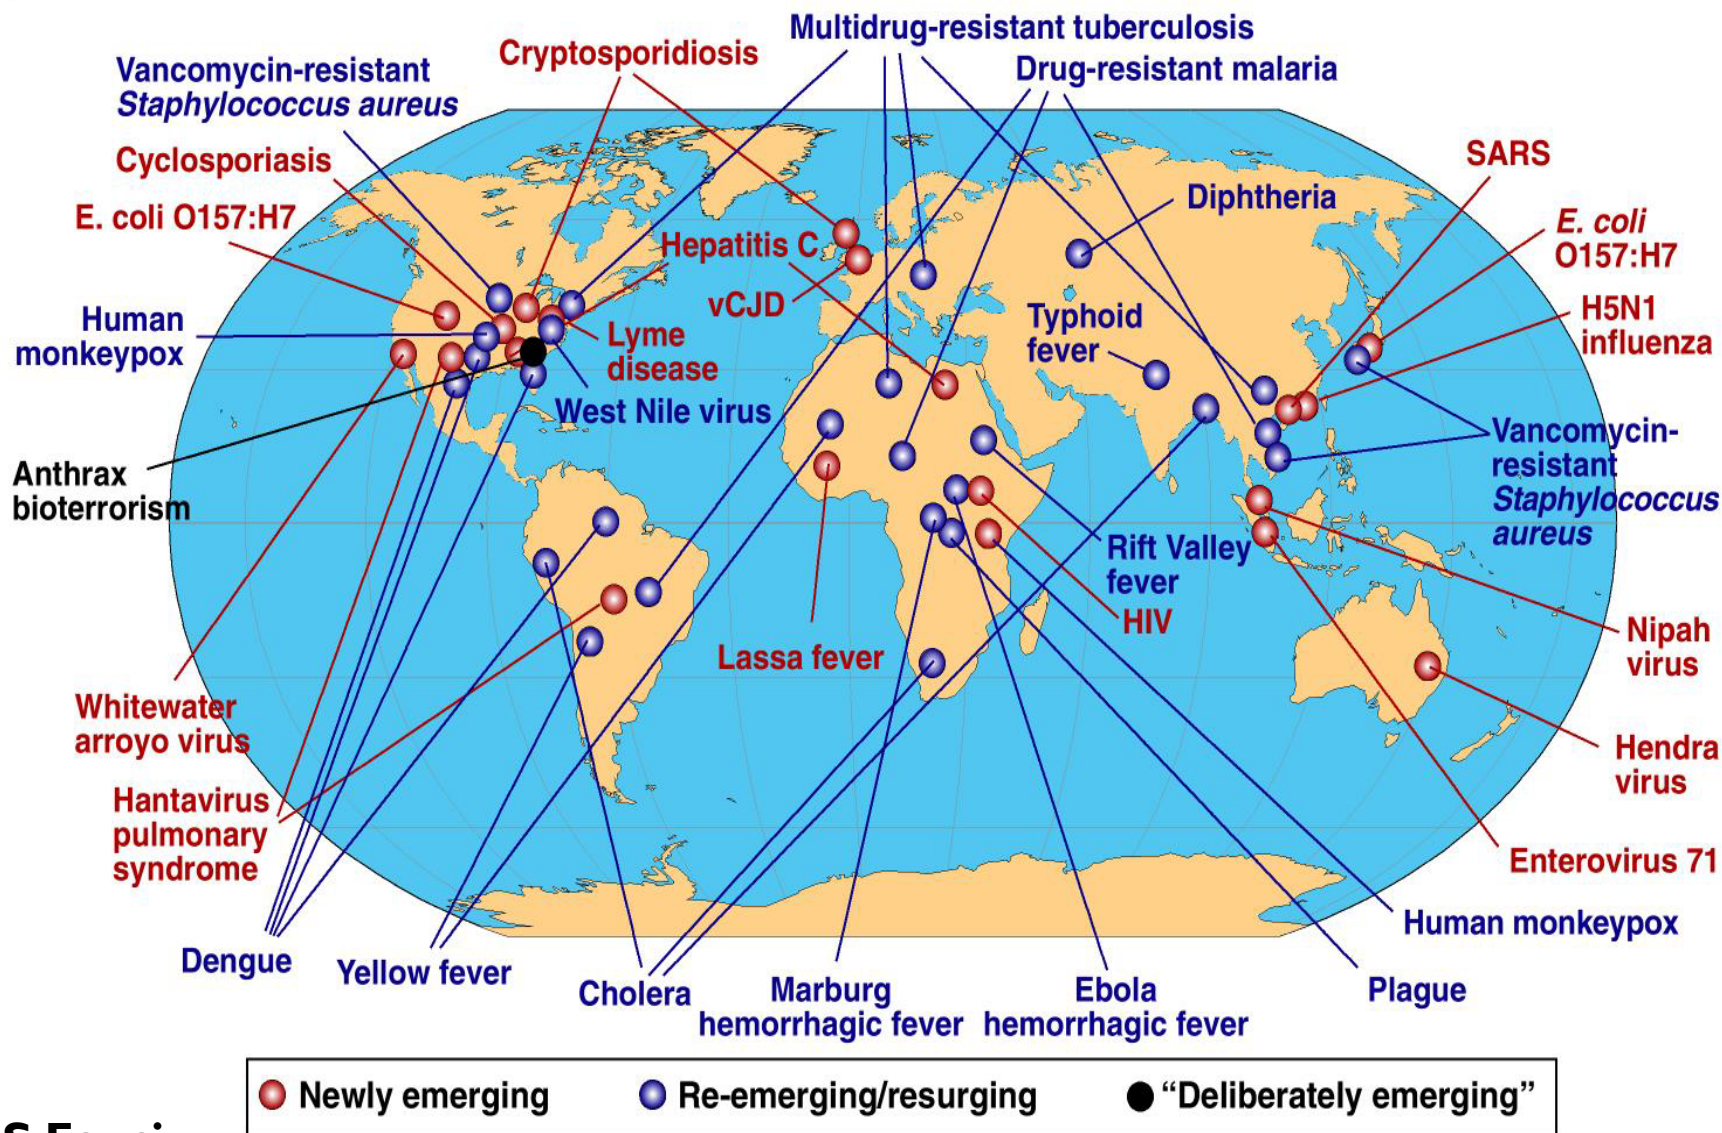 Multidrug-resistant tuberculosis
Cryptosporidiosis
Drug-resistant malaria
Vancomycin-resistant
Staphylococcus aureus
Cyclosporiasis
SARS
Diphtheria
E. coli O157:H7
E. coli
O157:H7
Hepatitis C
vCJD
H5N1
influenza
Human
monkeypox
Typhoid
fever
Lyme
disease
West Nile virus
Vancomycin-
resistant
Staphylococcus
aureus
Anthrax
bioterrorism
Rift Valley
fever
HIV
Lassa fever
Nipah
virus
Whitewater
arroyo virus
Hendra
virus
Hantavirus
pulmonary
syndrome
Enterovirus 71
Human monkeypox
Dengue
Yellow fever
Cholera
Marburg
hemorrhagic fever
Ebola
hemorrhagic fever
Plague
Newly emerging
Re-emerging/resurging
“Deliberately emerging”